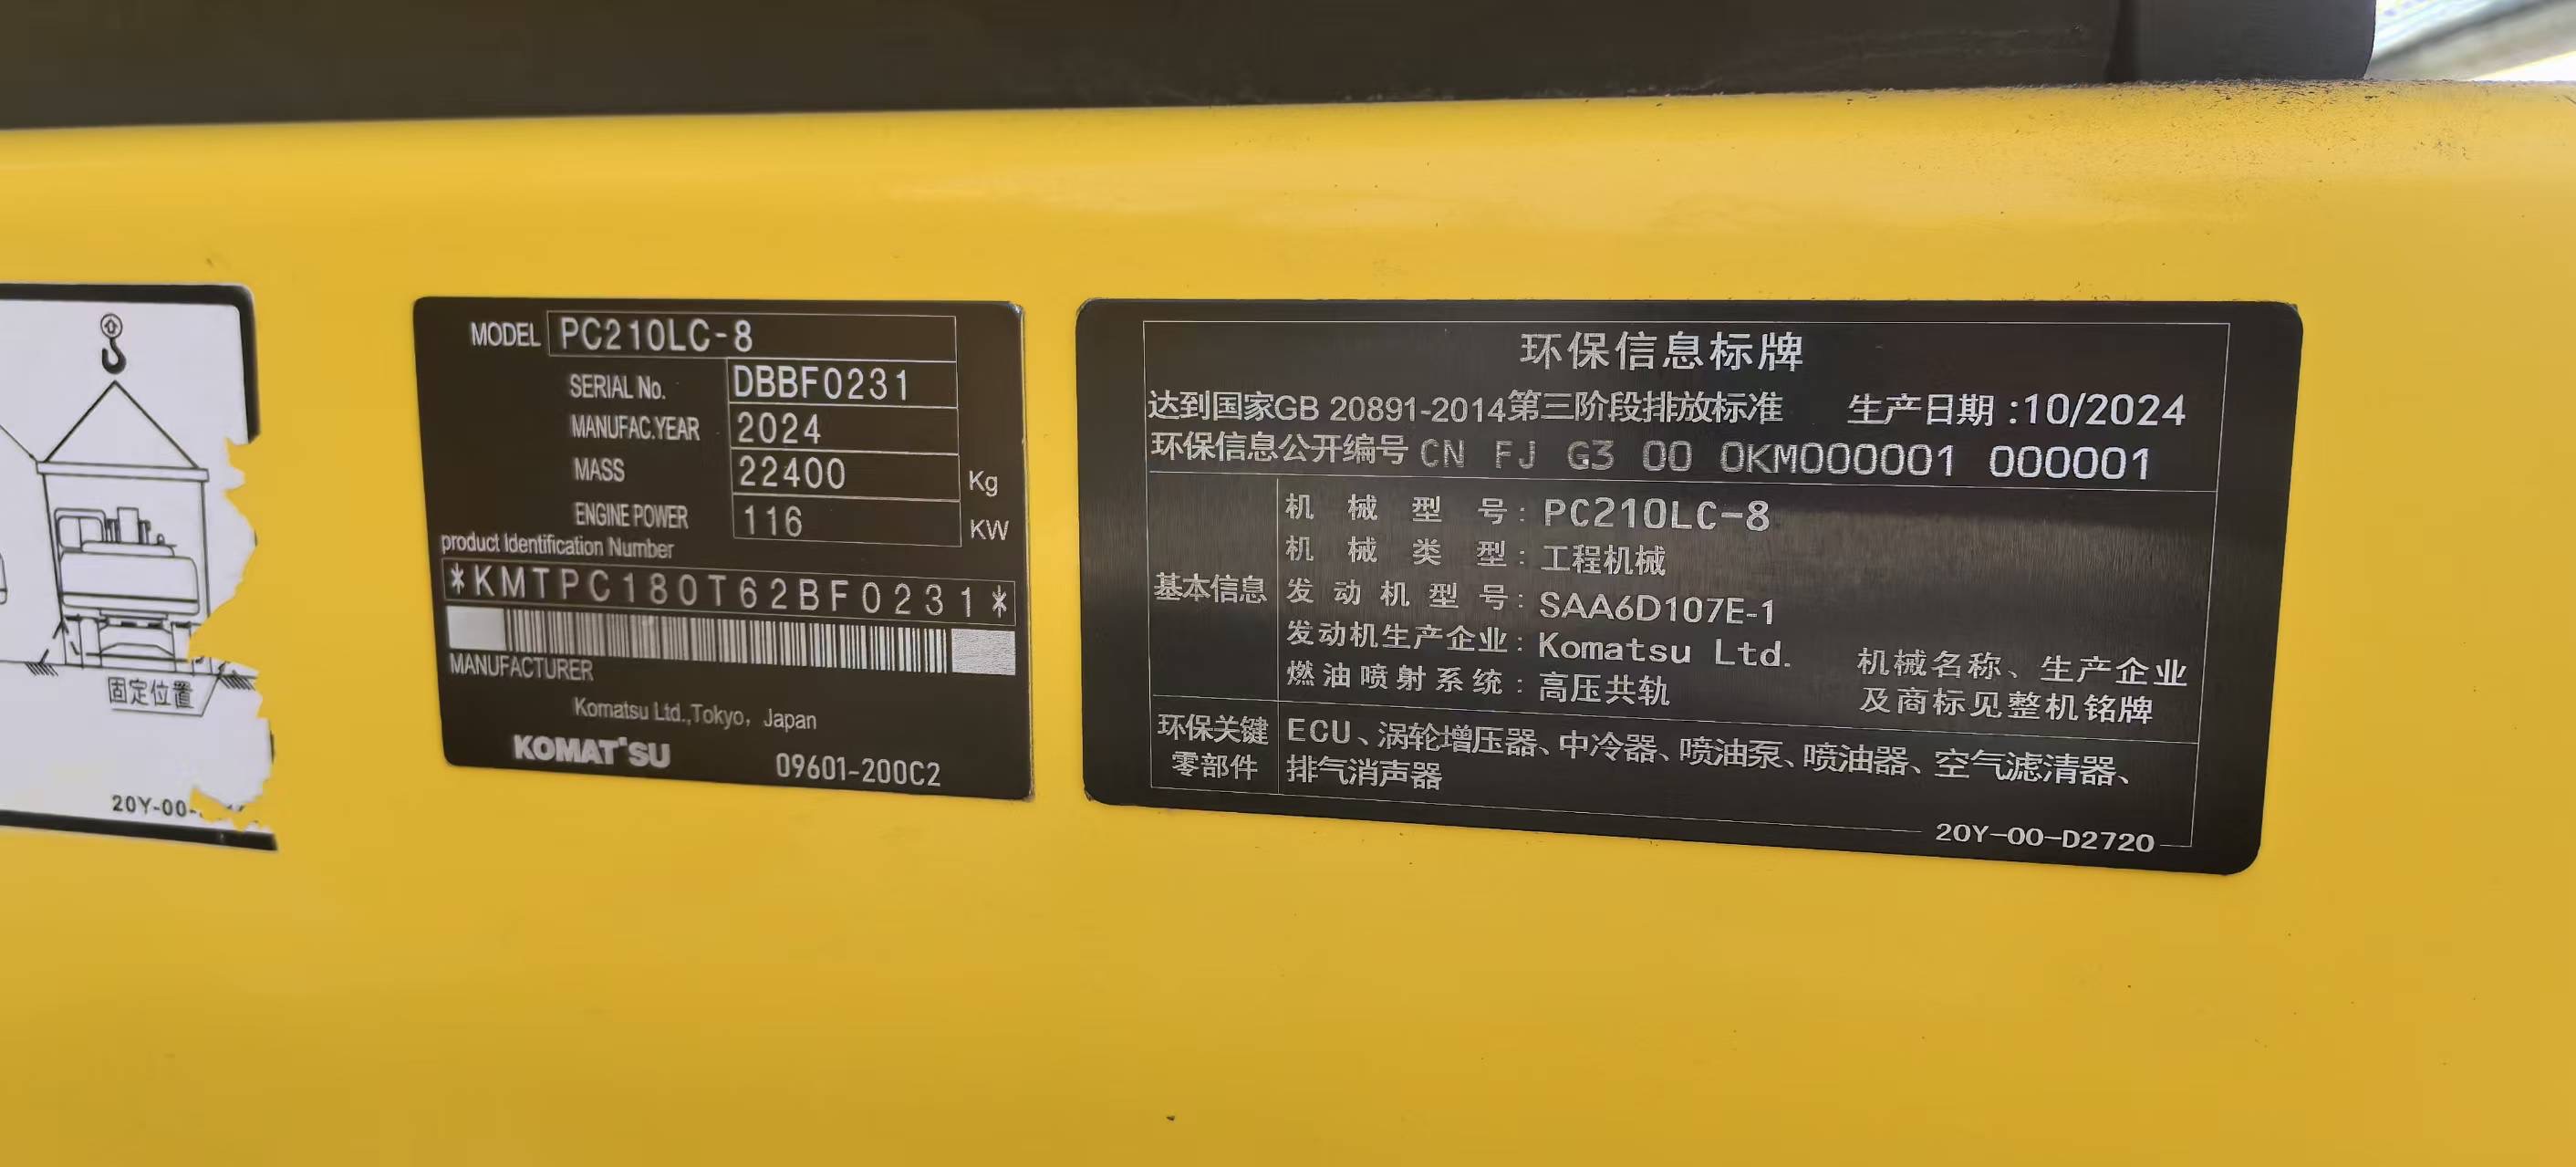 固定位置
20Y-00-
MODEL PC210LC-8
SERIAL No. DBBF0231
MANUFAC.YEAR 2024
MASS 22400 Kg
ENGINE POWER 116 KW
product Identification Number
*KMTPC180T62BF0231*
MANUFACTURER
Komatsu Ltd.,Tokyo, Japan
KOMAT'SU 09601-200C2
环保信息标牌
达到国家GB 20891-2014第三阶段排放标准 生产日期:10/2024
环保信息公开编号 CN FJ G3 00 0KM000001 000001
基本信息
机械型号:PC210LC-8
机械类型:工程机械
发动机型号:SAA6D107E-1
发动机生产企业:Komatsu Ltd.
燃油喷射系统:高压共轨
机械名称、生产企业
及商标见整机铭牌
环保关键
零部件
ECU、涡轮增压器、中冷器、喷油泵、喷油器、空气滤清器、
排气消声器
20Y-00-D2720